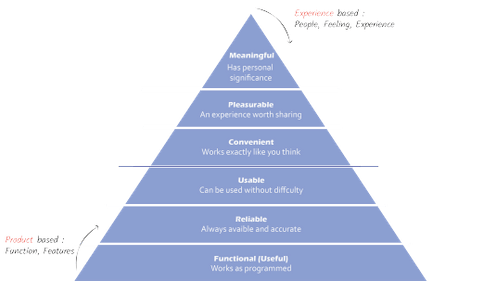 Experience based :
People, Feeling, Experience
Meaningful
Has personal
significance
Pleasurable
An experience worth sharing
Convenient
Works exactly like you think
Usable
Can be used without diffculty
Reliable
Always avaible and accurate
Product based :
Function, Features
Functional (Useful)
Works as programmed